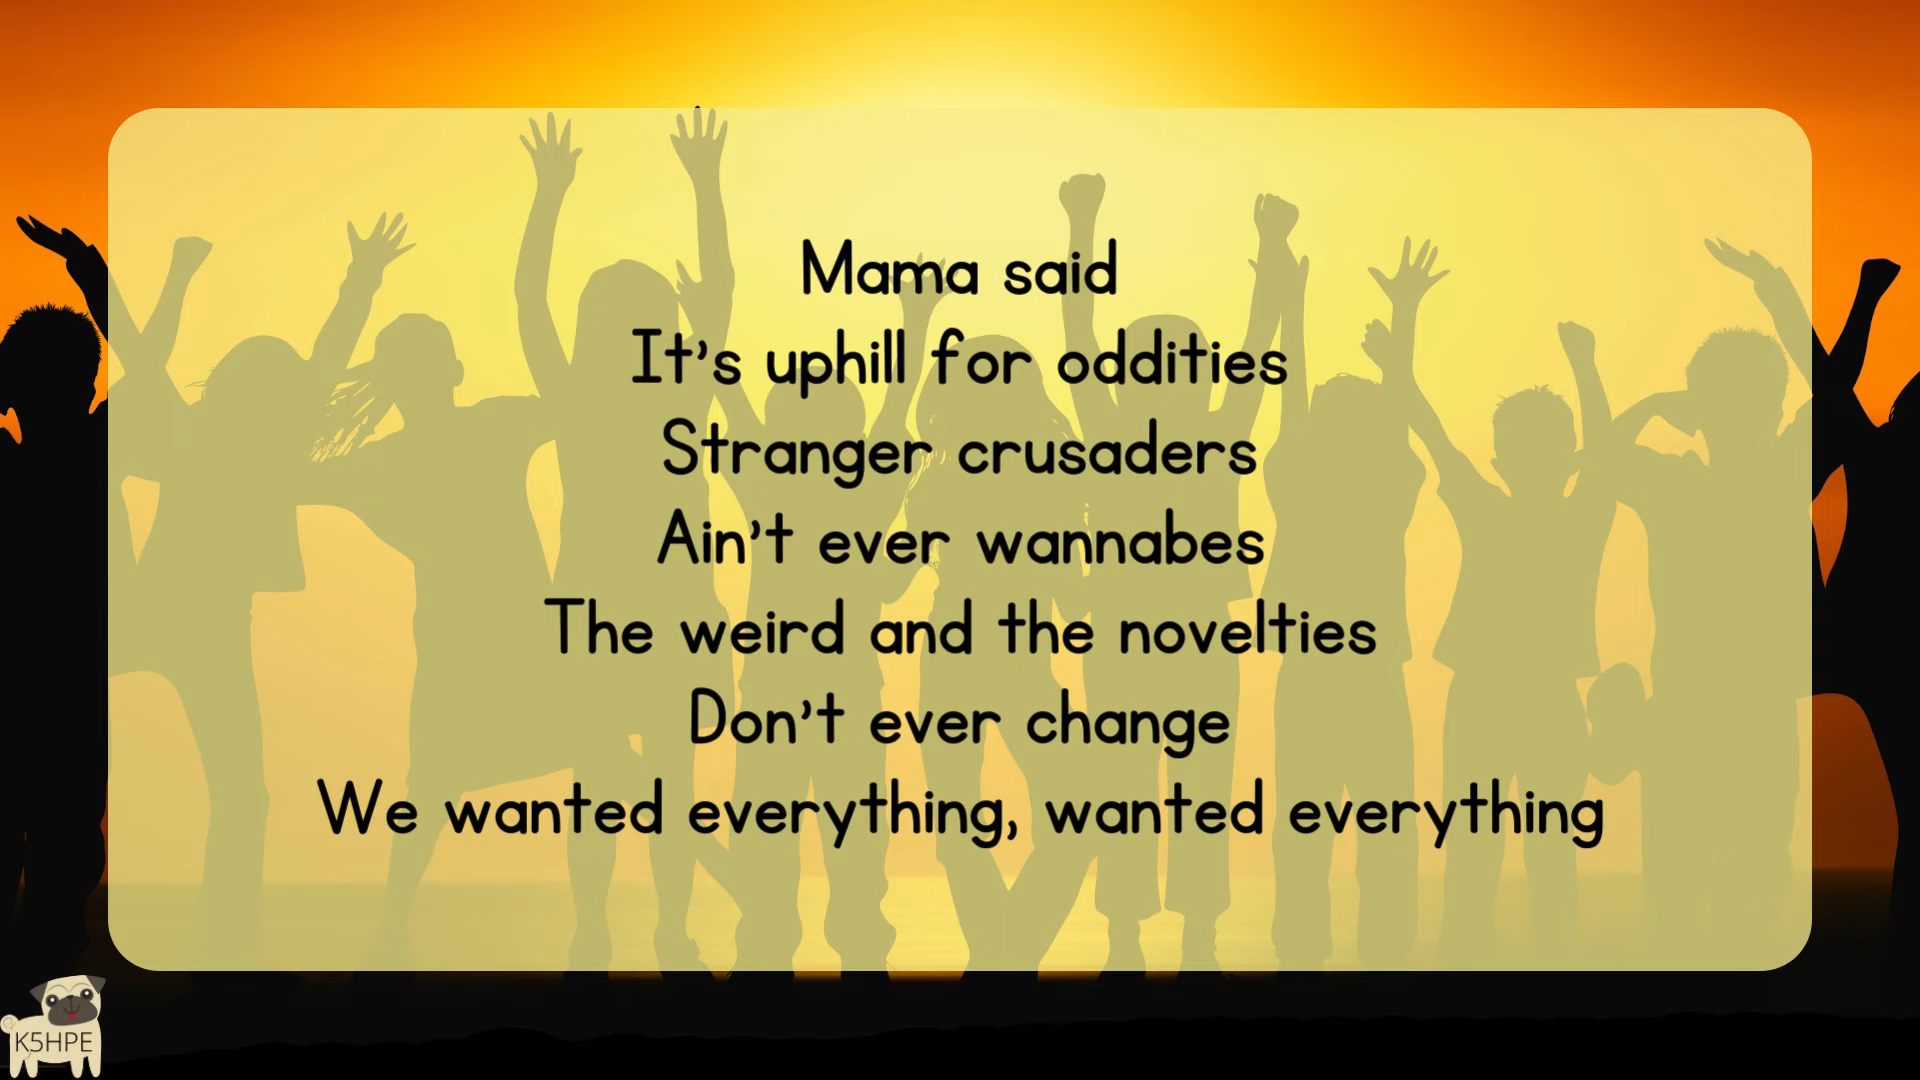 Mama said
It's uphill for oddities
Stranger crusaders
Ain't ever wannabes
The weird and the novelties
Don't ever change
We wanted everything, wanted everything
K5HPE